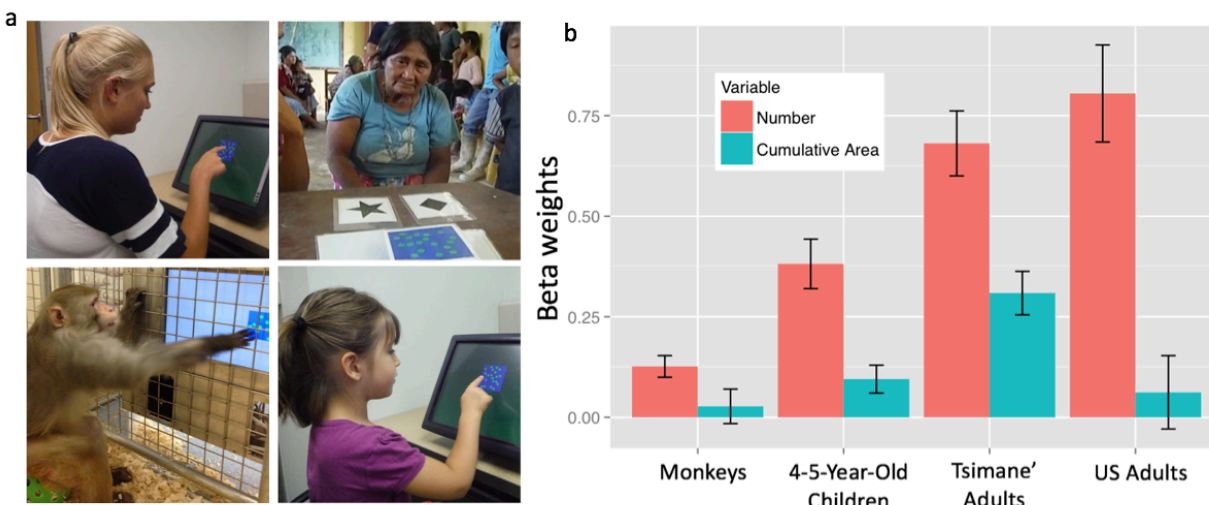 a
b
Variable
Number
Cumulative Area
Beta weights
0.75
0.50
0.25
0.00
Monkeys
4-5-Year-Old
Children
Tsimane’
Adults
US Adults